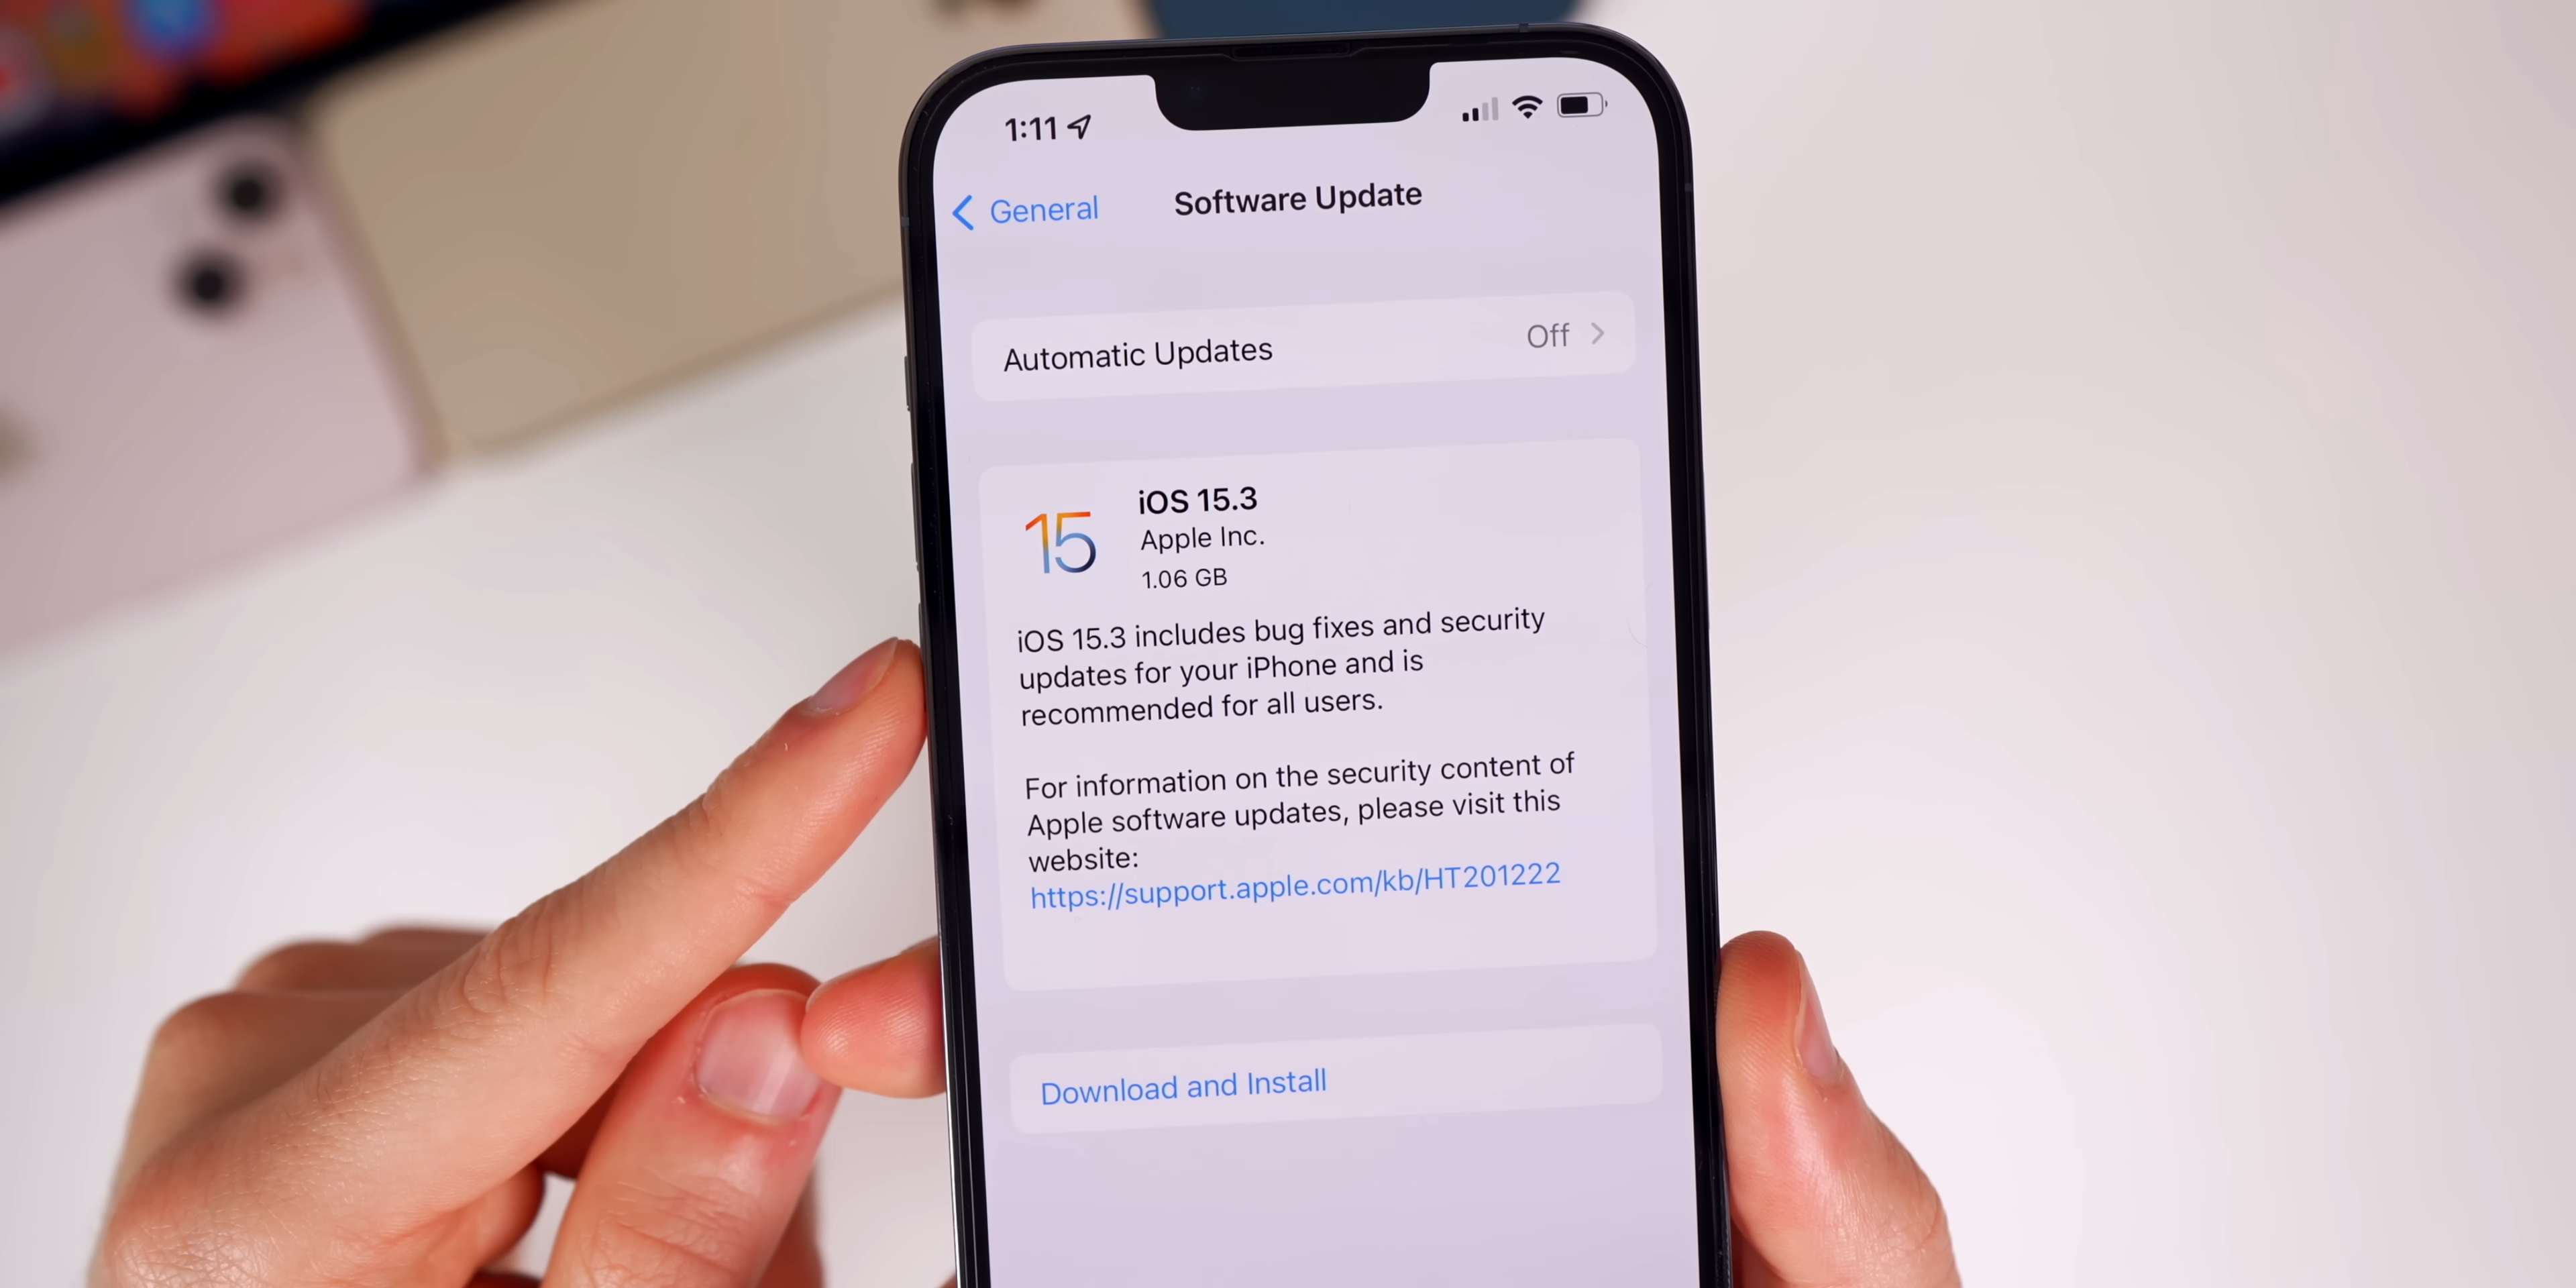 1:11
General
Software Update
Automatic Updates Off
15
iOS 15.3
Apple Inc.
1.06 GB
iOS 15.3 includes bug fixes and security
updates for your iPhone and is
recommended for all users.
For information on the security content of
Apple software updates, please visit this
website:
https://support.apple.com/kb/HT201222
Download and Install